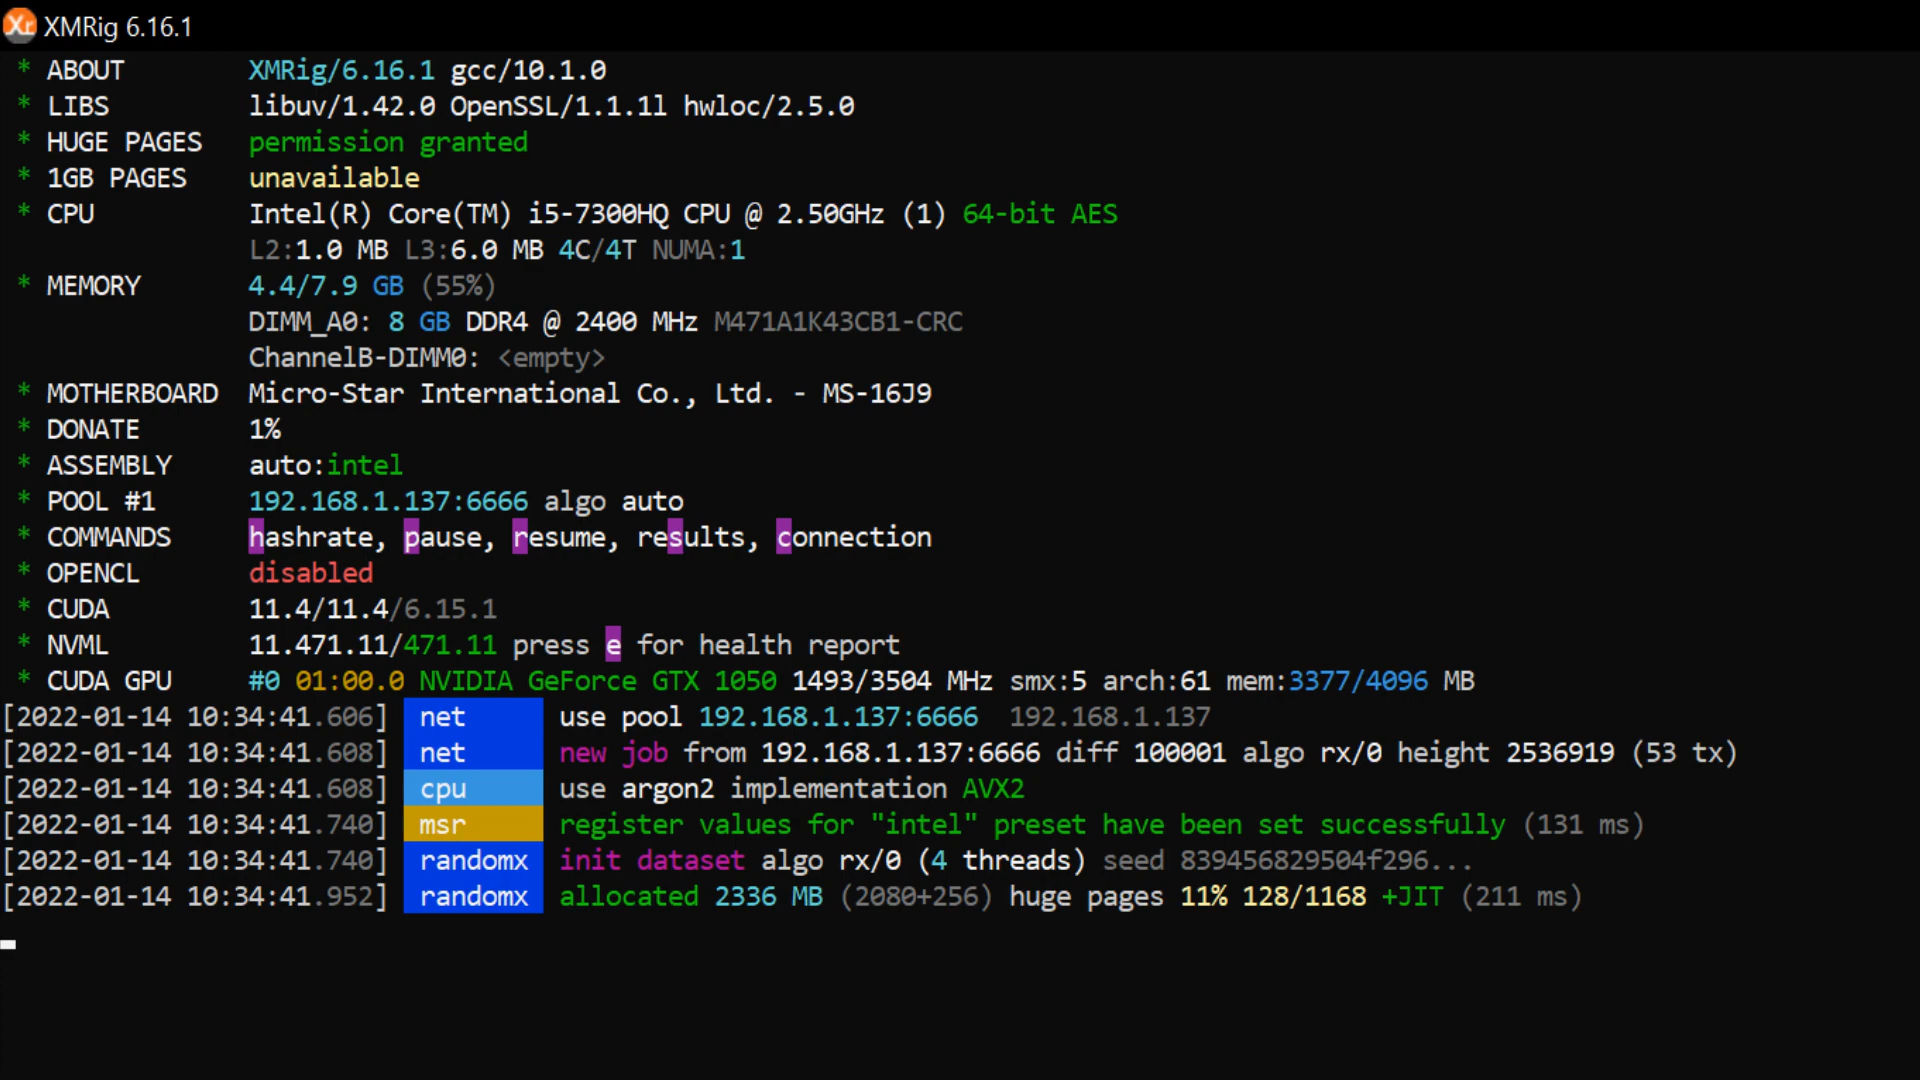 XMRig 6.16.1
* ABOUT XMRig/6.16.1 gcc/10.1.0
* LIBS libuv/1.42.0 OpenSSL/1.1.1l hwloc/2.5.0
* HUGE PAGES permission granted
* 1GB PAGES unavailable
* CPU Intel(R) Core(TM) i5-7300HQ CPU @ 2.50GHz (1) 64-bit AES
L2:1.0 MB L3:6.0 MB 4C/4T NUMA:1
* MEMORY 4.4/7.9 GB (55%)
DIMM_A0: 8 GB DDR4 @ 2400 MHz M471A1K43CB1-CRC
ChannelB-DIMM0: <empty>
* MOTHERBOARD Micro-Star International Co., Ltd. - MS-16J9
* DONATE 1%
* ASSEMBLY auto:intel
* POOL #1 192.168.1.137:6666 algo auto
* COMMANDS hashrate, pause, resume, results, connection
* OPENCL disabled
* CUDA 11.4/11.4/6.15.1
* NVML 11.471.11/471.11 press e for health report
* CUDA GPU #0 01:00.0 NVIDIA GeForce GTX 1050 1493/3504 MHz smx:5 arch:61 mem:3377/4096 MB
[2022-01-14 10:34:41.606] net use pool 192.168.1.137:6666 192.168.1.137
[2022-01-14 10:34:41.608] net new job from 192.168.1.137:6666 diff 100001 algo rx/0 height 2536919 (53 tx)
[2022-01-14 10:34:41.608] cpu use argon2 implementation AVX2
[2022-01-14 10:34:41.740] msr register values for "intel" preset have been set successfully (131 ms)
[2022-01-14 10:34:41.740] randomx init dataset algo rx/0 (4 threads) seed 839456829504f296...
[2022-01-14 10:34:41.952] randomx allocated 2336 MB (2080+256) huge pages 11% 128/1168 +JIT (211 ms)